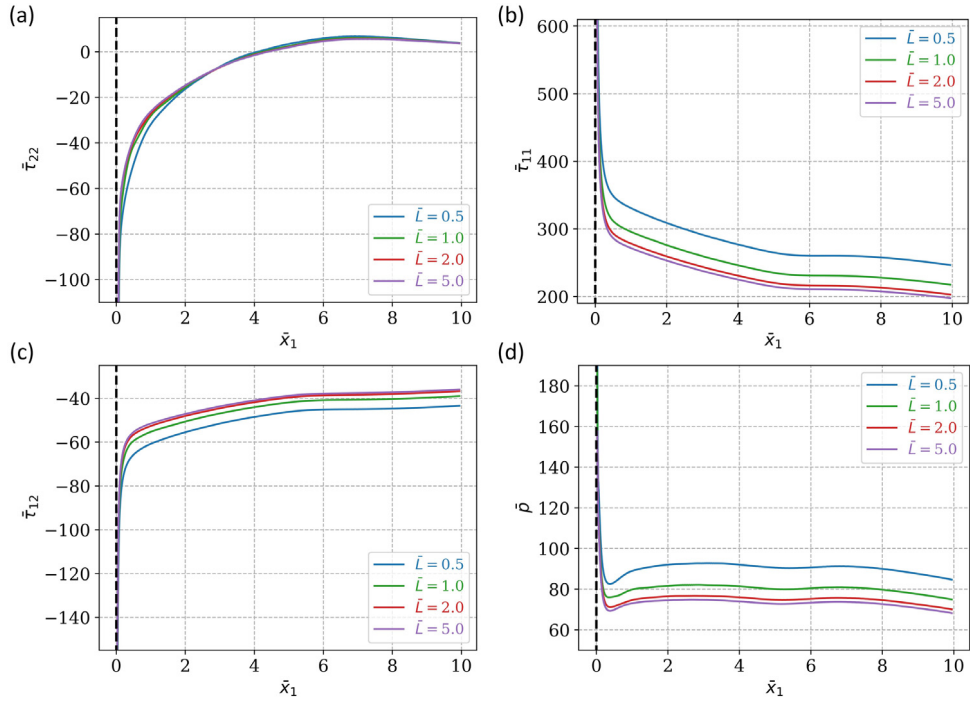 (a)
0
−20
−40
−60
−80
−100
τ̄₂₂
0 2 4 6 8 10
x̄₁
L̄ = 0.5
L̄ = 1.0
L̄ = 2.0
L̄ = 5.0
(b)
600
500
400
300
200
τ̄₁₁
0 2 4 6 8 10
x̄₁
L̄ = 0.5
L̄ = 1.0
L̄ = 2.0
L̄ = 5.0
(c)
−40
−60
−80
−100
−120
−140
τ̄₁₂
0 2 4 6 8 10
x̄₁
L̄ = 0.5
L̄ = 1.0
L̄ = 2.0
L̄ = 5.0
(d)
180
160
140
120
100
80
60
p̄
0 2 4 6 8 10
x̄₁
L̄ = 0.5
L̄ = 1.0
L̄ = 2.0
L̄ = 5.0